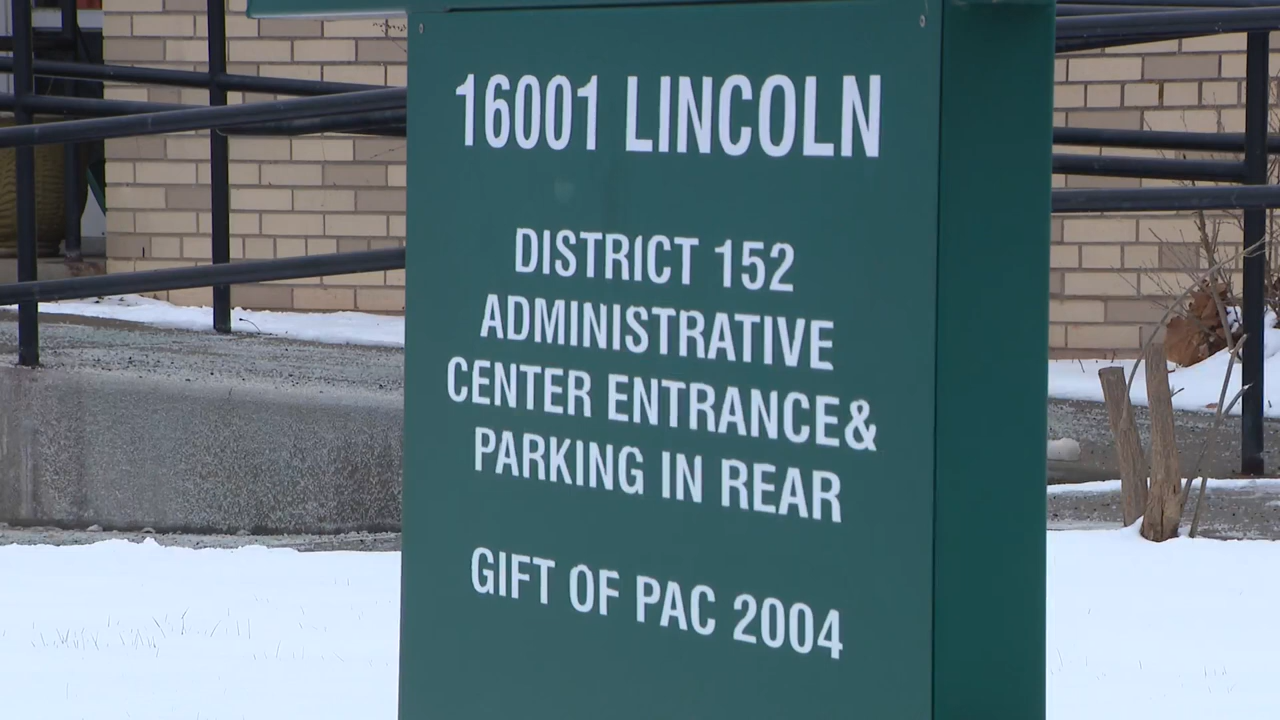 16001 LINCOLN
DISTRICT 152
ADMINISTRATIVE
CENTER ENTRANCE&
PARKING IN REAR
GIFT OF PAC 2004